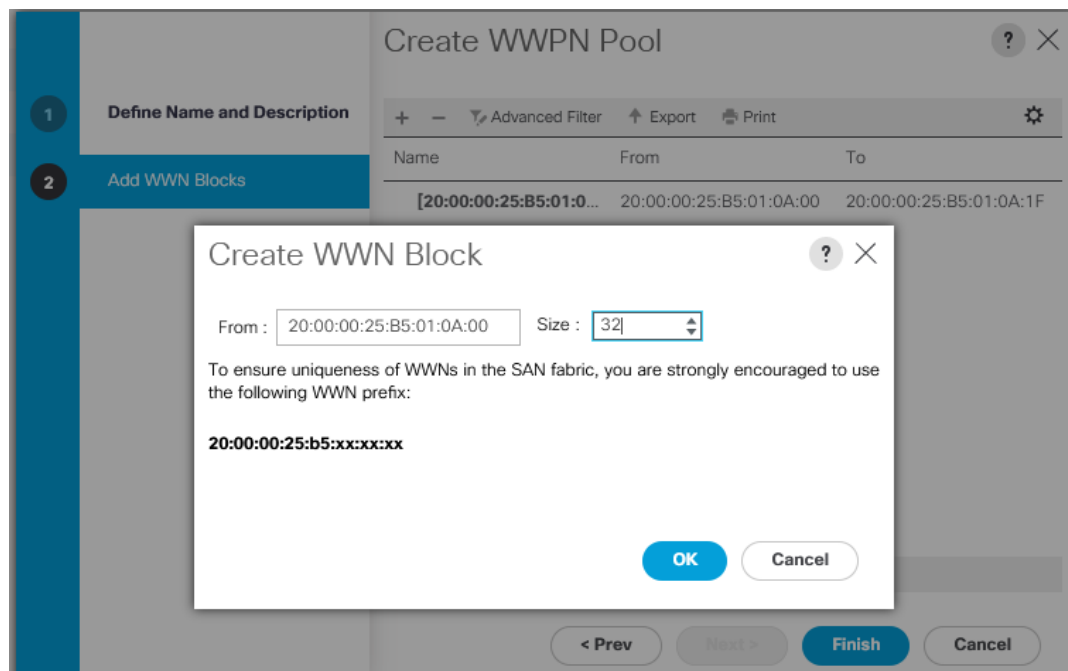 Create WWPN Pool
?
1 Define Name and Description
+ − Advanced Filter Export Print
Name From To
2 Add WWN Blocks
[20:00:00:25:B5:01:0... 20:00:00:25:B5:01:0A:00 20:00:00:25:B5:01:0A:1F
Create WWN Block
?
From : 20:00:00:25:B5:01:0A:00 Size : 32
To ensure uniqueness of WWNs in the SAN fabric, you are strongly encouraged to use
the following WWN prefix:
20:00:00:25:b5:xx:xx:xx
OK Cancel
< Prev Next > Finish Cancel